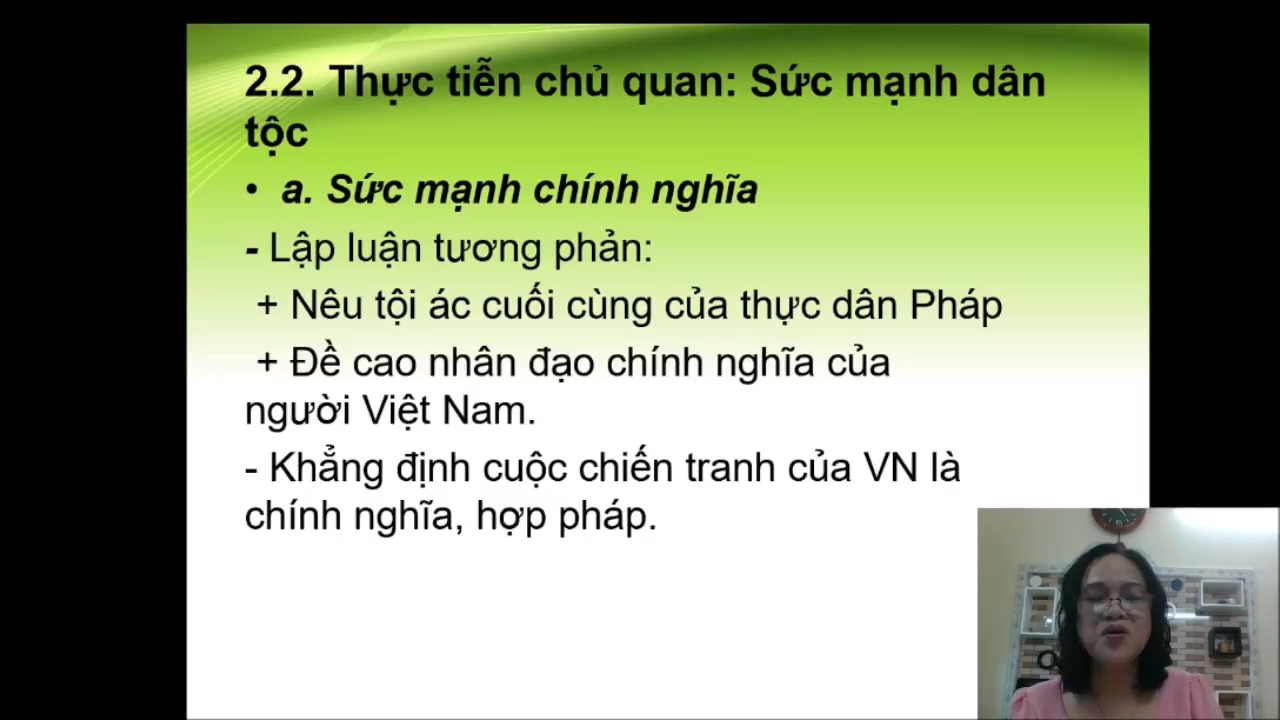 2.2. Thực tiễn chủ quan: Sức mạnh dân
tộc
• a. Sức mạnh chính nghĩa
- Lập luận tương phản:
+ Nêu tội ác cuối cùng của thực dân Pháp
+ Đề cao nhân đạo chính nghĩa của
người Việt Nam.
- Khẳng định cuộc chiến tranh của VN là
chính nghĩa, hợp pháp.